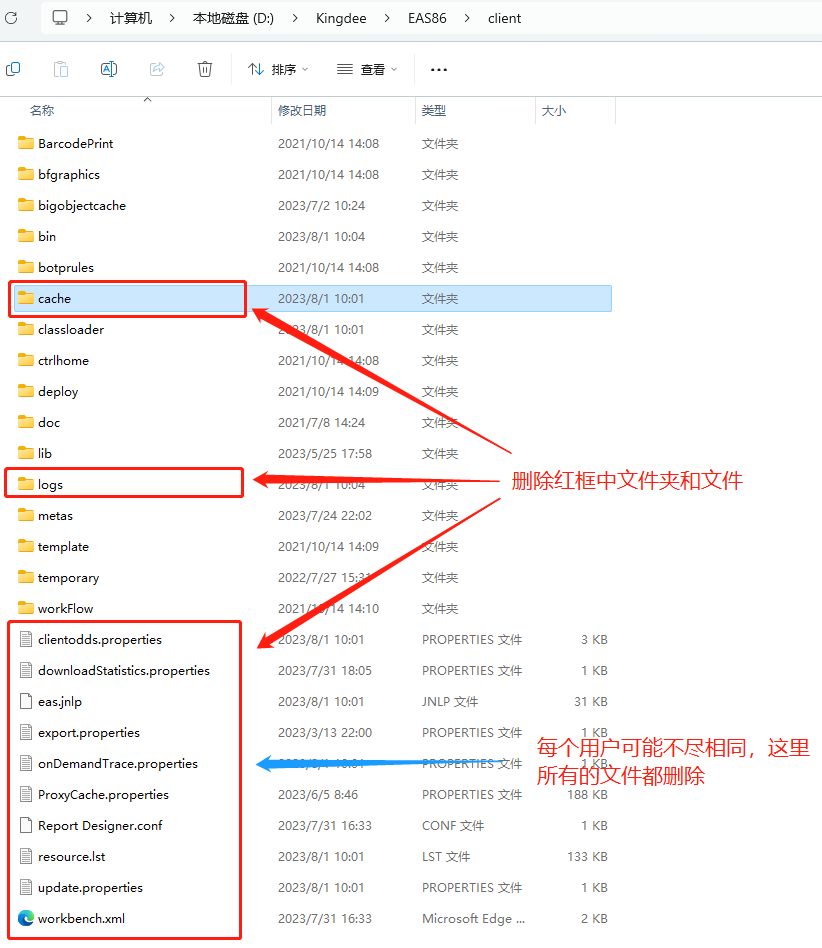 计算机 > 本地磁盘 (D:) > Kingdee > EAS86 > client
排序 查看 ...
名称 修改日期 类型 大小
BarcodePrint 2021/10/14 14:08 文件夹
bfgraphics 2021/10/14 14:08 文件夹
bigobjectcache 2023/7/2 10:24 文件夹
bin 2023/8/1 10:04 文件夹
botprules 2021/10/14 14:08 文件夹
cache 2023/8/1 10:01 文件夹
classloader 2023/8/1 10:01 文件夹
ctrlhome 2021/10/14 14:08 文件夹
deploy 2021/10/14 14:09 文件夹
doc 2021/7/8 14:24 文件夹
lib 2023/5/25 17:58 文件夹
logs 2023/8/1 10:04 文件夹
删除红框中文件夹和文件
metas 2023/7/24 22:02 文件夹
template 2021/10/14 14:09 文件夹
temporary 2022/7/27 15:31 文件夹
workFlow 2021/10/14 14:10 文件夹
clientodds.properties 2023/8/1 10:01 PROPERTIES 文件 3 KB
downloadStatistics.properties 2023/7/31 18:05 PROPERTIES 文件 1 KB
eas.jnlp 2023/8/1 10:01 JNLP 文件 31 KB
export.properties 2023/3/13 22:00 PROPERTIES 文件 1 KB
每个用户可能不尽相同，这里
所有的文件都删除
onDemandTrace.properties PROPERTIES 文件 1 KB
ProxyCache.properties 2023/6/5 8:46 PROPERTIES 文件 188 KB
Report Designer.conf 2023/7/31 16:33 CONF 文件 1 KB
resource.lst 2023/8/1 10:01 LST 文件 133 KB
update.properties 2023/8/1 10:01 PROPERTIES 文件 1 KB
workbench.xml 2023/7/31 16:33 Microsoft Edge ... 2 KB